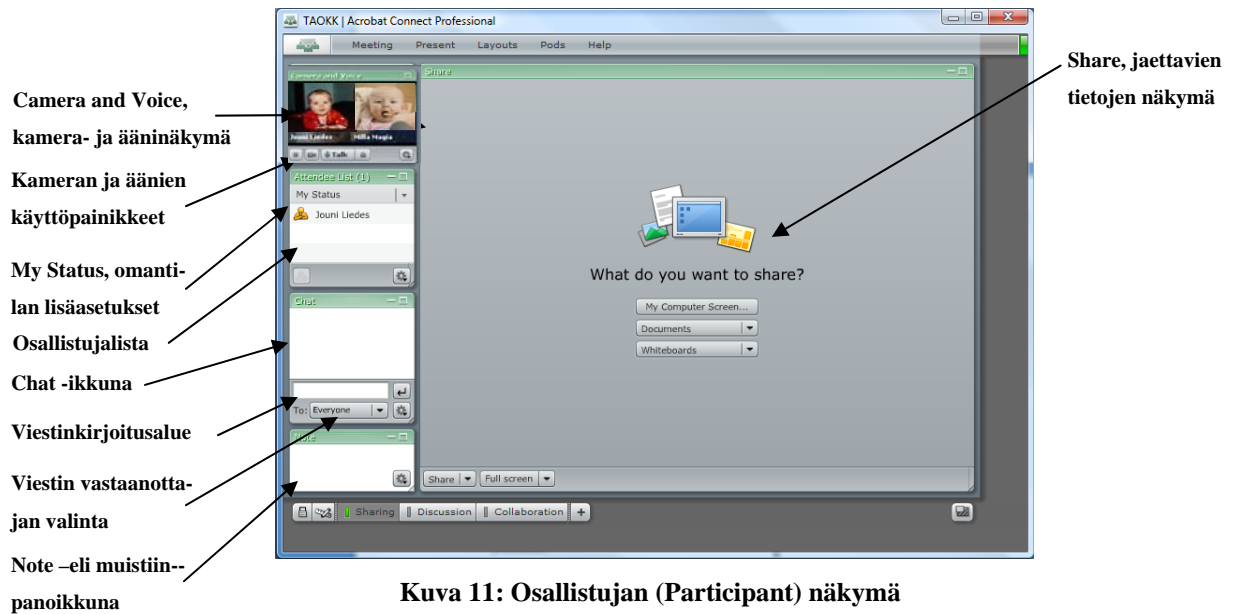 TAOKK | Acrobat Connect Professional
Meeting Present Layouts Pods Help
Camera and Voice
Share
Jouni Liedes Milla Magia
Talk
Attendee List (1)
My Status
Jouni Liedes
Chat
To: Everyone
Note
What do you want to share?
My Computer Screen...
Documents
Whiteboards
Share Full screen
Sharing Discussion Collaboration +
Camera and Voice,
kamera- ja ääninäkymä
Kameran ja äänien
käyttöpainikkeet
My Status, omanti-
lan lisäasetukset
Osallistujalista
Chat -ikkuna
Viestinkirjoitusalue
Viestin vastaanotta-
jan valinta
Note –eli muistiin--
panoikkuna
Share, jaettavien
tietojen näkymä
Kuva 11: Osallistujan (Participant) näkymä